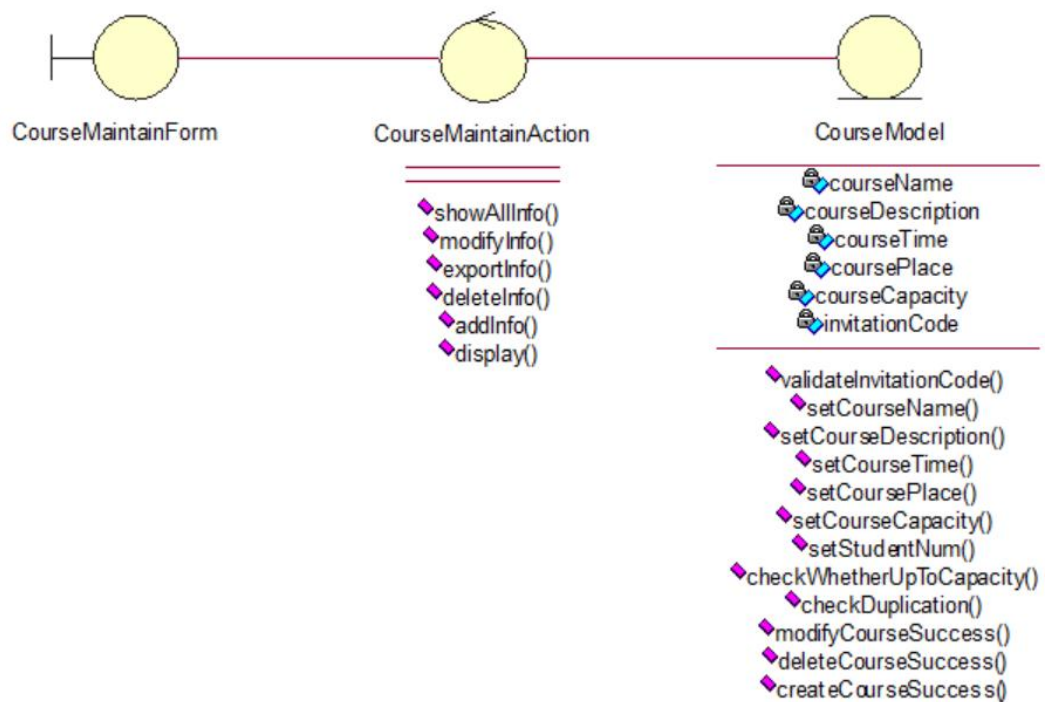 CourseMaintainForm
CourseMaintainAction
showAllInfo()
modifyInfo()
exportInfo()
deleteInfo()
addInfo()
display()
CourseModel
courseName
courseDescription
courseTime
coursePlace
courseCapacity
invitationCode
validateInvitationCode()
setCourseName()
setCourseDescription()
setCourseTime()
setCoursePlace()
setCourseCapacity()
setStudentNum()
checkWhetherUpToCapacity()
checkDuplication()
modifyCourseSuccess()
deleteCourseSuccess()
createCourseSuccess()